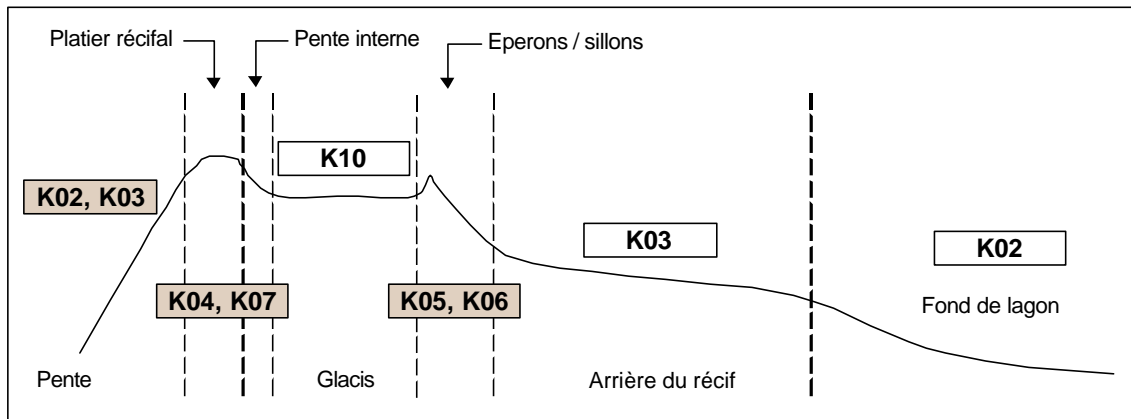 Platier récifal
Pente interne
Eperons / sillons
K10
K02, K03
K03
K02
K04, K07
K05, K06
Fond de lagon
Pente
Glacis
Arrière du récif